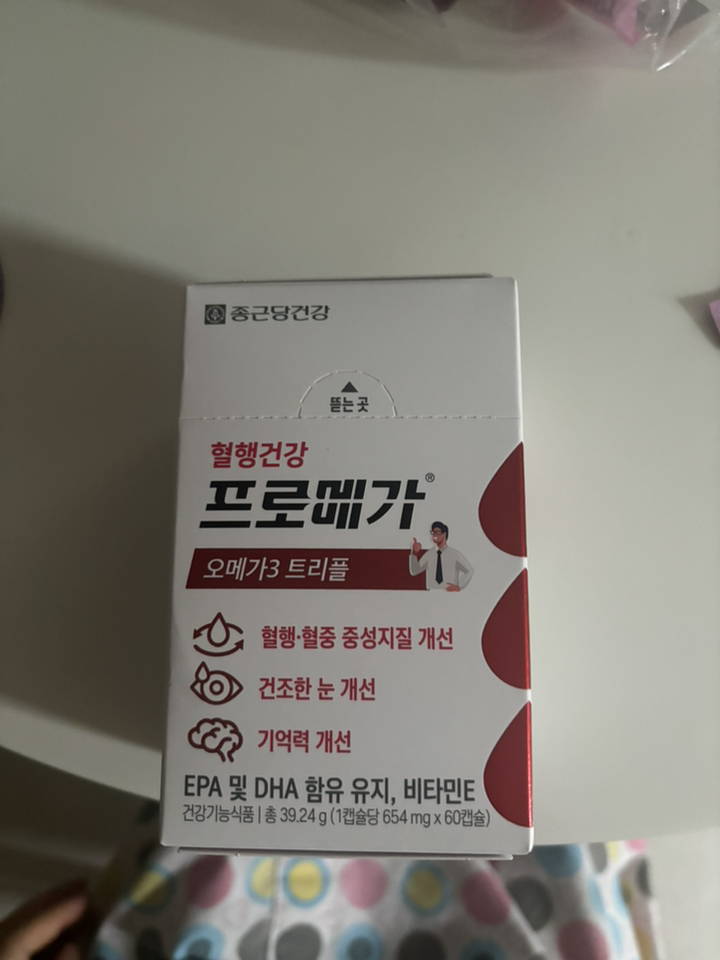 종근당건강
뜯는 곳
혈행건강
프로메가®
오메가3 트리플
혈행·혈중 중성지질 개선
건조한 눈 개선
기억력 개선
EPA 및 DHA 함유 유지, 비타민E
건강기능식품 | 총 39.24 g (1캡슐당 654 mg x 60캡슐)